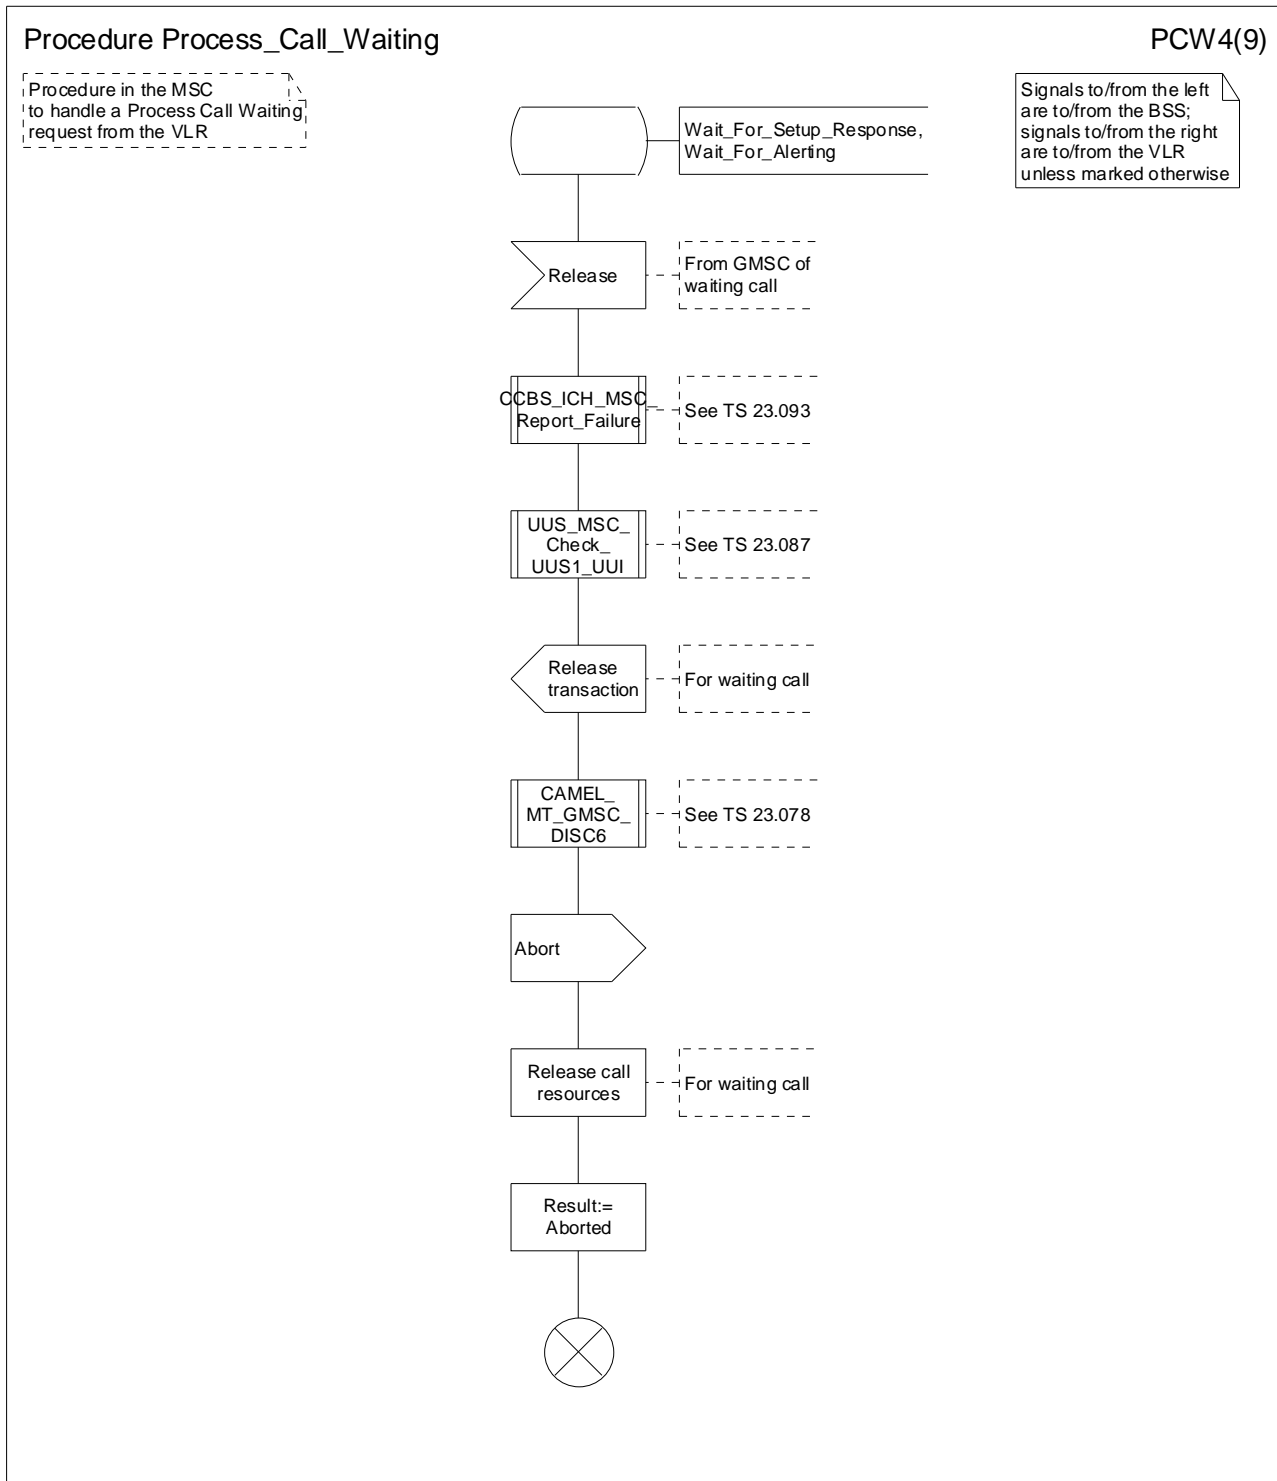 Procedure Process_Call_Waiting
PCW4(9)
Procedure in the MSC
to handle a Process Call Waiting
request from the VLR
Signals to/from the left
are to/from the BSS;
signals to/from the right
are to/from the VLR
unless marked otherwise
Wait_For_Setup_Response,
Wait_For_Alerting
Release
From GMSC of
waiting call
CCBS_ICH_MSC_
Report_Failure
See TS 23.093
UUS_MSC_
Check_
UUS1_UUI
See TS 23.087
Release
transaction
For waiting call
CAMEL_
MT_GMSC_
DISC6
See TS 23.078
Abort
Release call
resources
For waiting call
Result:=
Aborted